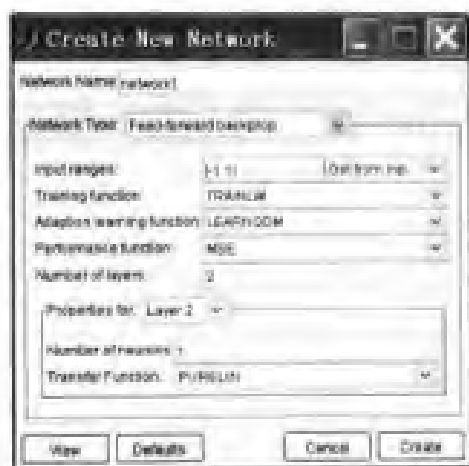 Create New Network
Network Name: network1
Network Type: Feed-forward backprop
Input ranges: [-1 1] Get from inp.
Training function: TRAINLM
Adaption learning function: LEARNGDM
Performance function: MSE
Number of layers: 2
Properties for: Layer 2
Number of neurons: 1
Transfer Function: PURELIN
View Defaults Cancel Create